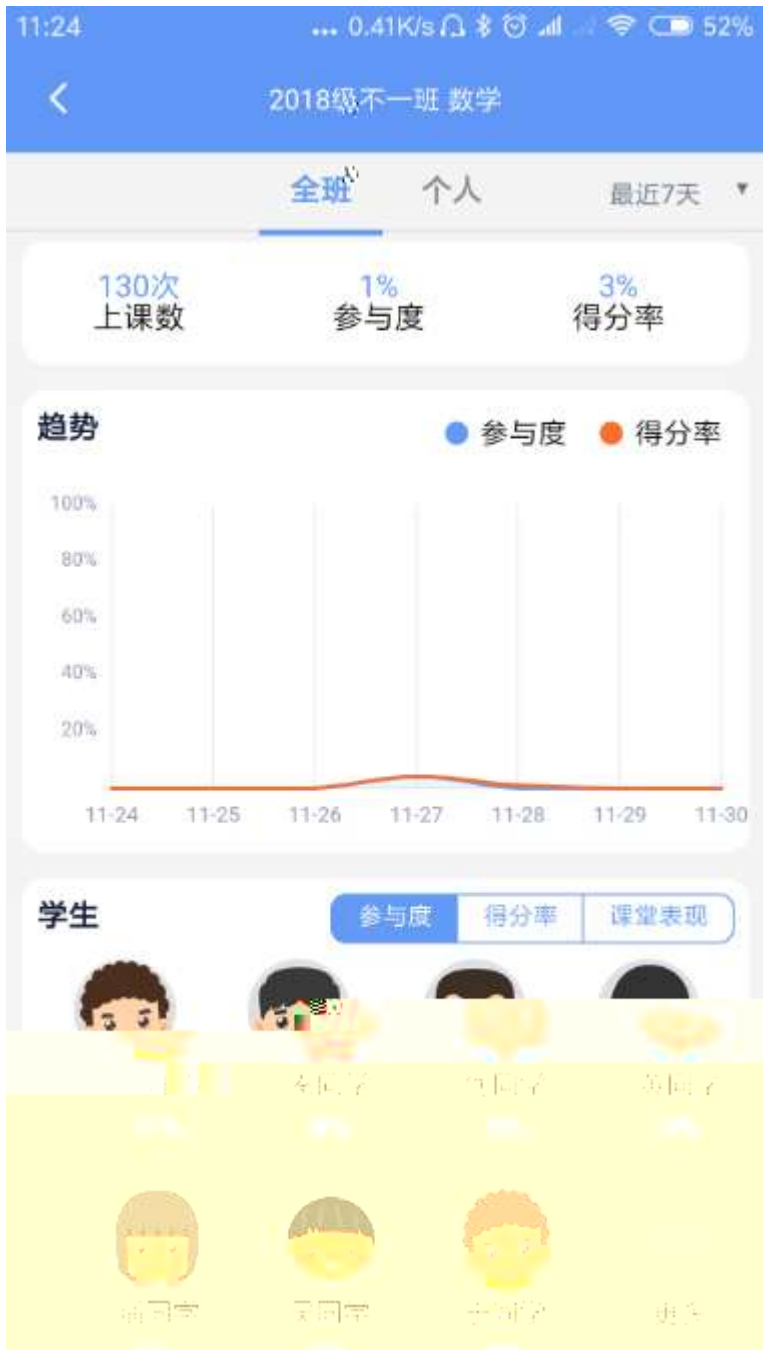 11:24 ... 0.41K/s 52%
2018级不一班 数学
全班 个人 最近7天
130次 1% 3%
上课数 参与度 得分率
趋势 参与度 得分率
100%
80%
60%
40%
20%
11-24 11-25 11-26 11-27 11-28 11-29 11-30
学生 参与度 得分率 课堂表现